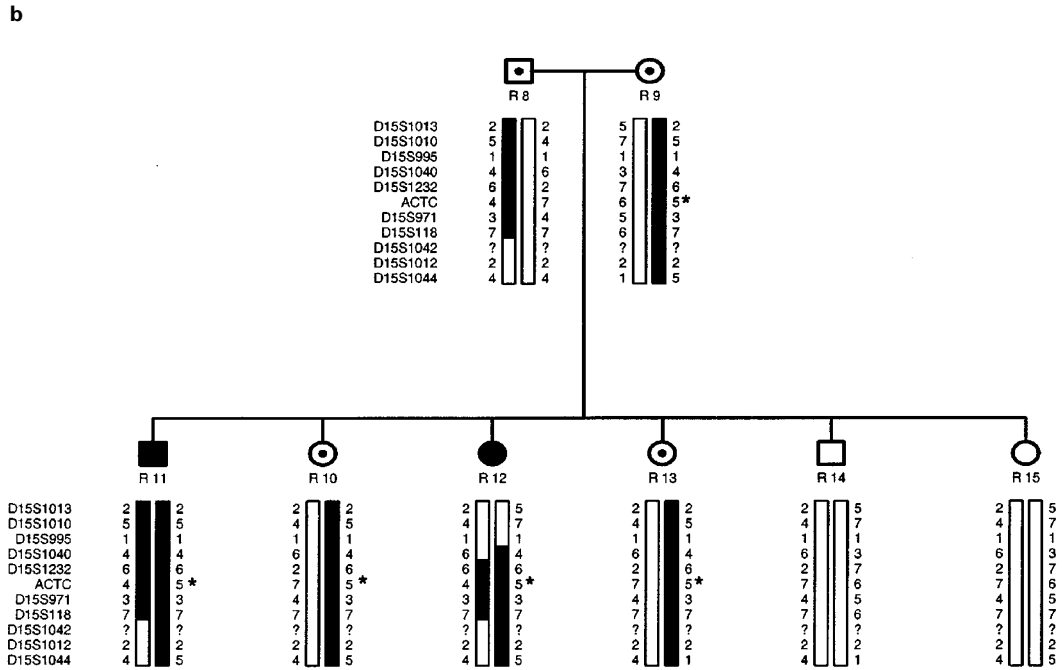 b
R 8 R 9
D15S1013 2 2 5 2
D15S1010 5 4 7 5
D15S995 1 1 1 1
D15S1040 4 6 3 4
D15S1232 6 2 7 6
ACTC 4 7 6 5*
D15S971 3 4 5 3
D15S118 7 7 6 7
D15S1042 ? ? ? ?
D15S1012 2 2 2 2
D15S1044 4 4 1 5
R 11 R 10 R 12 R 13 R 14 R 15
D15S1013 2 2 2 2 2 5 2 2 2 5 2 5
D15S1010 5 5 4 5 4 7 4 5 4 7 4 7
D15S995 1 1 1 1 1 1 1 1 1 1 1 1
D15S1040 4 4 6 4 6 4 6 4 6 3 6 3
D15S1232 6 6 2 6 6 6 2 6 2 7 2 7
ACTC 4 5 * 7 5 * 4 5 * 7 5 * 7 6 7 6
D15S971 3 3 4 3 3 3 4 3 4 5 4 5
D15S118 7 7 7 7 7 7 7 7 7 6 7 7
D15S1042 ? ? ? ? ? ? ? ? ? ? ? ?
D15S1012 2 2 2 2 2 2 2 2 2 2 2 2
D15S1044 4 5 4 5 4 5 4 1 4 1 4 5